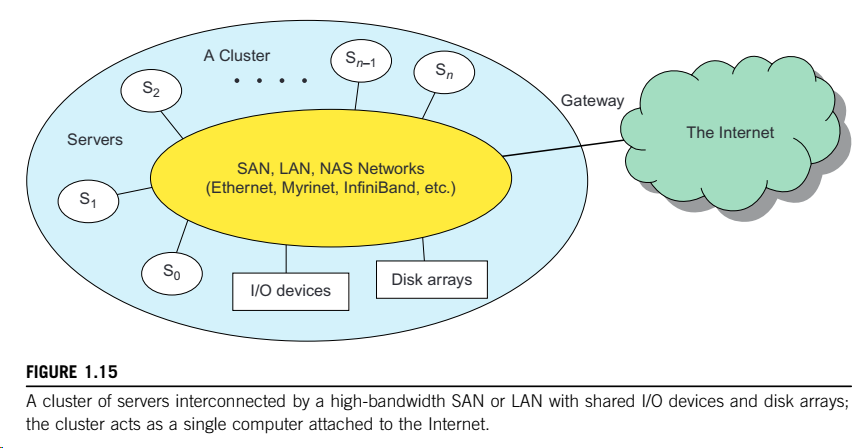 A Cluster
. . . .
Sn–1
Sn
S2
Servers
S1
S0
SAN, LAN, NAS Networks
(Ethernet, Myrinet, InfiniBand, etc.)
I/O devices
Disk arrays
Gateway
The Internet
FIGURE 1.15
A cluster of servers interconnected by a high-bandwidth SAN or LAN with shared I/O devices and disk arrays;
the cluster acts as a single computer attached to the Internet.